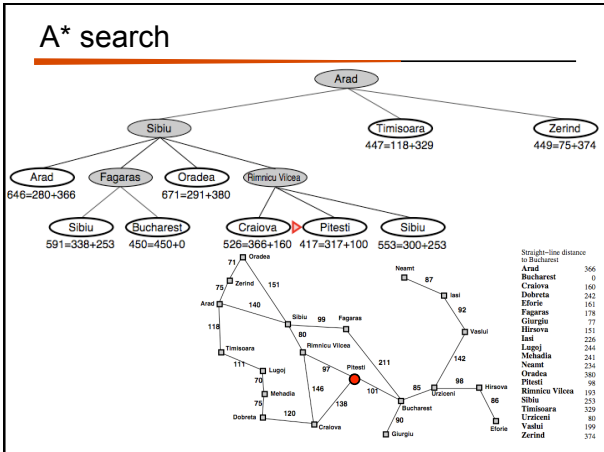 A* search
Arad
Sibiu
Timisoara
447=118+329
Zerind
449=75+374
Arad
646=280+366
Fagaras
Oradea
671=291+380
Rimnicu Vilcea
Sibiu
591=338+253
Bucharest
450=450+0
Craiova
526=366+160
Pitesti
417=317+100
Sibiu
553=300+253
Oradea
71
Zerind
151
75
Arad
140
118
Sibiu
99
Fagaras
80
Rimnicu Vilcea
Timisoara
111
Lugoj
70
Mehadia
75
Dobreta
120
Craiova
146
138
97
Pitesti
101
211
Bucharest
90
Giurgiu
85
Urziceni
98
Hirsova
86
Eforie
142
Vaslui
92
Iasi
87
Neamt
Straight−line distance
to Bucharest
Arad 366
Bucharest 0
Craiova 160
Dobreta 242
Eforie 161
Fagaras 178
Giurgiu 77
Hirsova 151
Iasi 226
Lugoj 244
Mehadia 241
Neamt 234
Oradea 380
Pitesti 98
Rimnicu Vilcea 193
Sibiu 253
Timisoara 329
Urziceni 80
Vaslui 199
Zerind 374